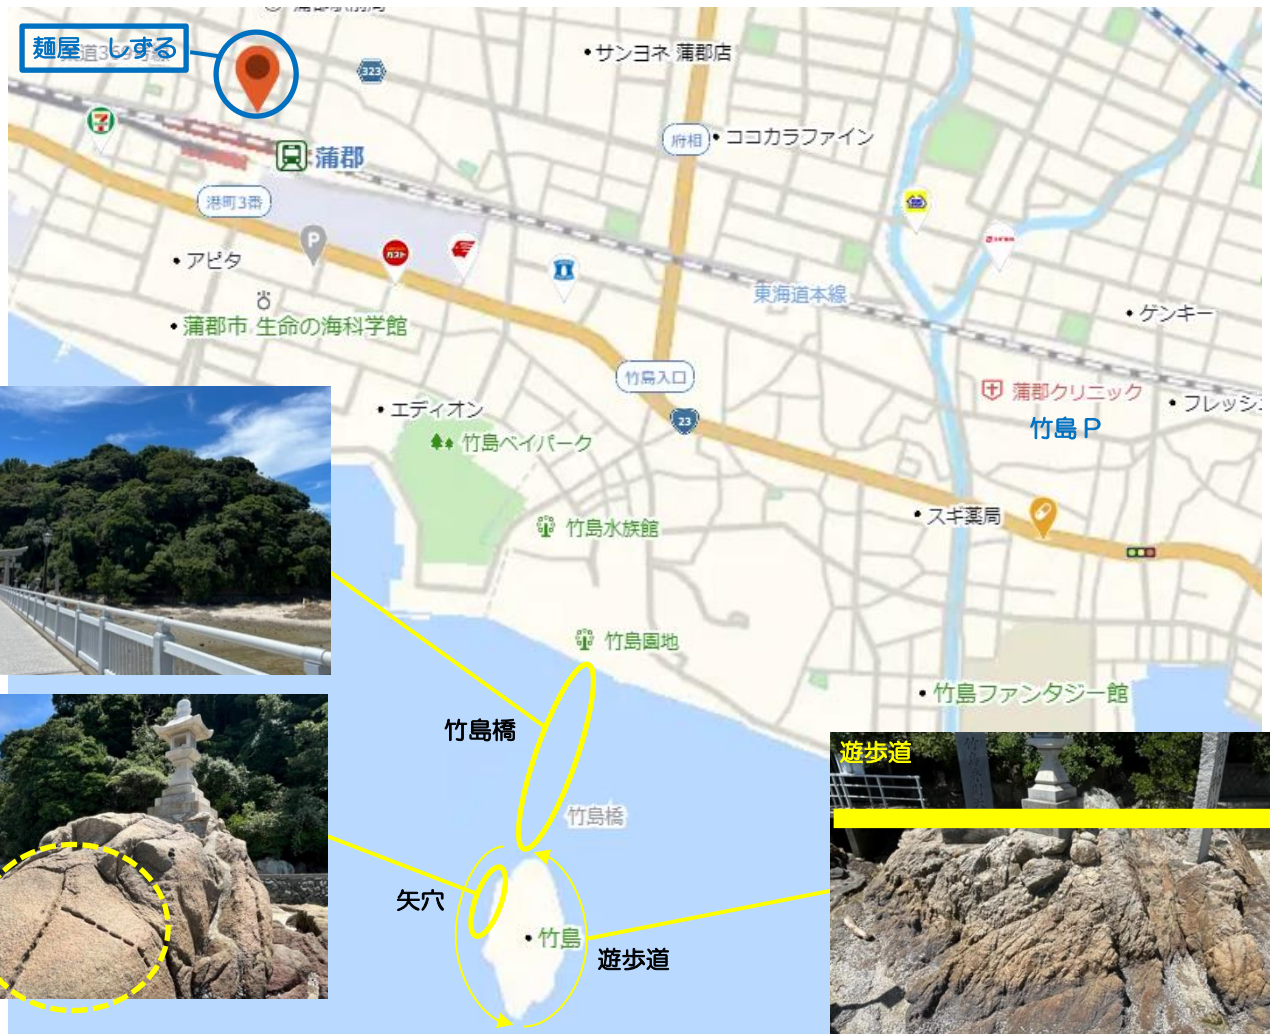 麺屋 しずる
サンヨネ 蒲郡店
323
府相
ココカラファイン
蒲郡
港町3番
P
アピタ
ガスト
東海道本線
ゲンキー
蒲郡市 生命の海科学館
竹島入口
蒲郡クリニック
フレッシ
エディオン
23
竹島P
竹島ベイパーク
スギ薬局
竹島水族館
竹島園地
竹島ファンタジー館
竹島橋
遊歩道
竹島橋
矢穴
竹島
遊歩道